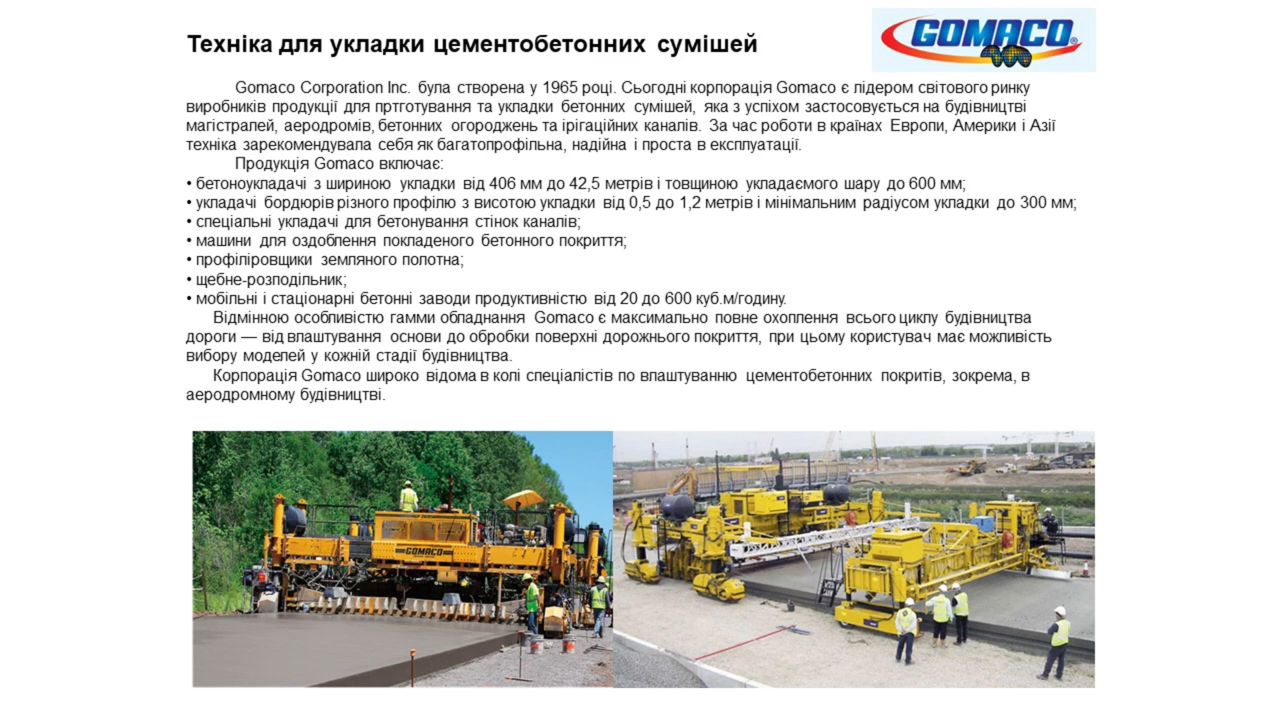 Техніка для укладки цементобетонних сумішей
GOMACO®
Gomaco Corporation Inc. була створена у 1965 році. Сьогодні корпорація Gomaco є лідером світового ринку
виробників продукції для пртготування та укладки бетонних сумішей, яка з успіхом застосовується на будівництві
магістралей, аеродромів, бетонних огороджень та ірігаційних каналів. За час роботи в країнах Европи, Америки і Азії
техніка зарекомендувала себя як багатопрофільна, надійна і проста в експлуатації.
Продукція Gomaco включає:
• бетоноукладачі з шириною укладки від 406 мм до 42,5 метрів і товщиною укладаємого шару до 600 мм;
• укладачі бордюрів різного профілю з висотою укладки від 0,5 до 1,2 метрів і мінімальним радіусом укладки до 300 мм;
• спеціальні укладачі для бетонування стінок каналів;
• машини для оздоблення покладеного бетонного покриття;
• профіліровщики земляного полотна;
• щебне-розподільник;
• мобільні і стаціонарні бетонні заводи продуктивністю від 20 до 600 куб.м/годину.
Відмінною особливістю гамми обладнання Gomaco є максимально повне охоплення всього циклу будівництва
дороги — від влаштування основи до обробки поверхні дорожнього покриття, при цьому користувач має можливість
вибору моделей у кожній стадії будівництва.
Корпорація Gomaco широко відома в колі спеціалістів по влаштуванню цементобетонних покритів, зокрема, в
аеродромному будівництві.
GOMACO